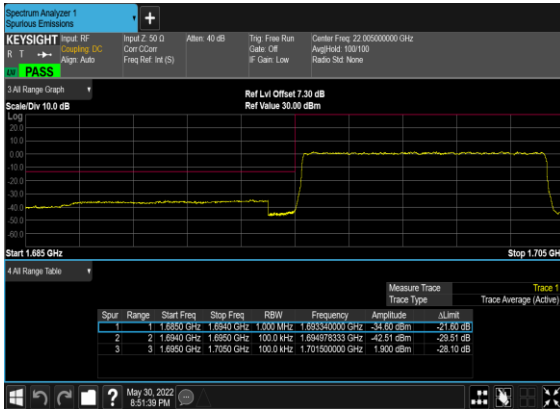 Spectrum Analyzer 1
Spurious Emissions
+
KEYSIGHT Input: RF Input Z: 50 Ω Atten: 40 dB Trig: Free Run Center Freq: 22.005000000 GHz
R T Coupling: DC Corr CCorr Gate: Off Avg|Hold: 100/100
Align: Auto Freq Ref: Int (S) IF Gain: Low Radio Std: None
PASS
3 All Range Graph
Ref Lvl Offset 7.30 dB
Scale/Div 10.0 dB Ref Value 30.00 dBm
Log
20.0
10.0
0.00
-10.0
-20.0
-30.0
-40.0
-50.0
-60.0
Start 1.685 GHz Stop 1.705 GH
4 All Range Table
Measure Trace Trace 1
Trace Type Trace Average (Active)
Spur Range Start Freq Stop Freq RBW Frequency Amplitude ΔLimit
1 1 1.6850 GHz 1.6940 GHz 1.000 MHz 1.693340000 GHz -34.60 dBm -21.60 dB
2 2 1.6940 GHz 1.6950 GHz 100.0 kHz 1.694978333 GHz -42.51 dBm -29.51 dB
3 3 1.6950 GHz 1.7050 GHz 100.0 kHz 1.701500000 GHz 1.900 dBm -28.10 dB
? May 30, 2022
8:51:39 PM